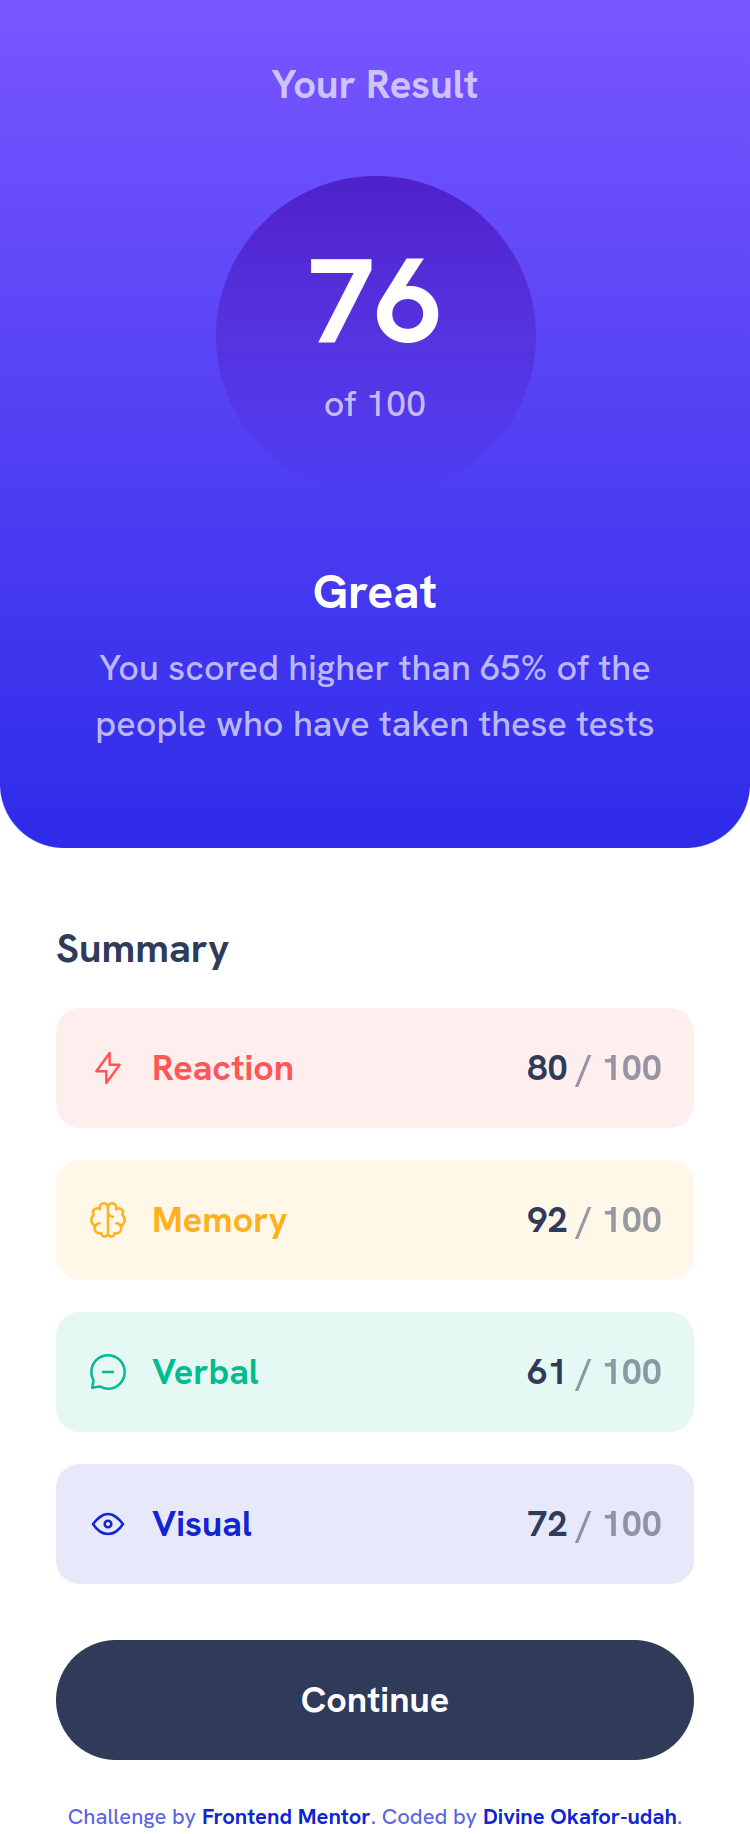 Your Result
76
of 100
Great
You scored higher than 65% of the
people who have taken these tests
Summary
Reaction 80 / 100
Memory 92 / 100
Verbal 61 / 100
Visual 72 / 100
Continue
Challenge by Frontend Mentor. Coded by Divine Okafor-udah.